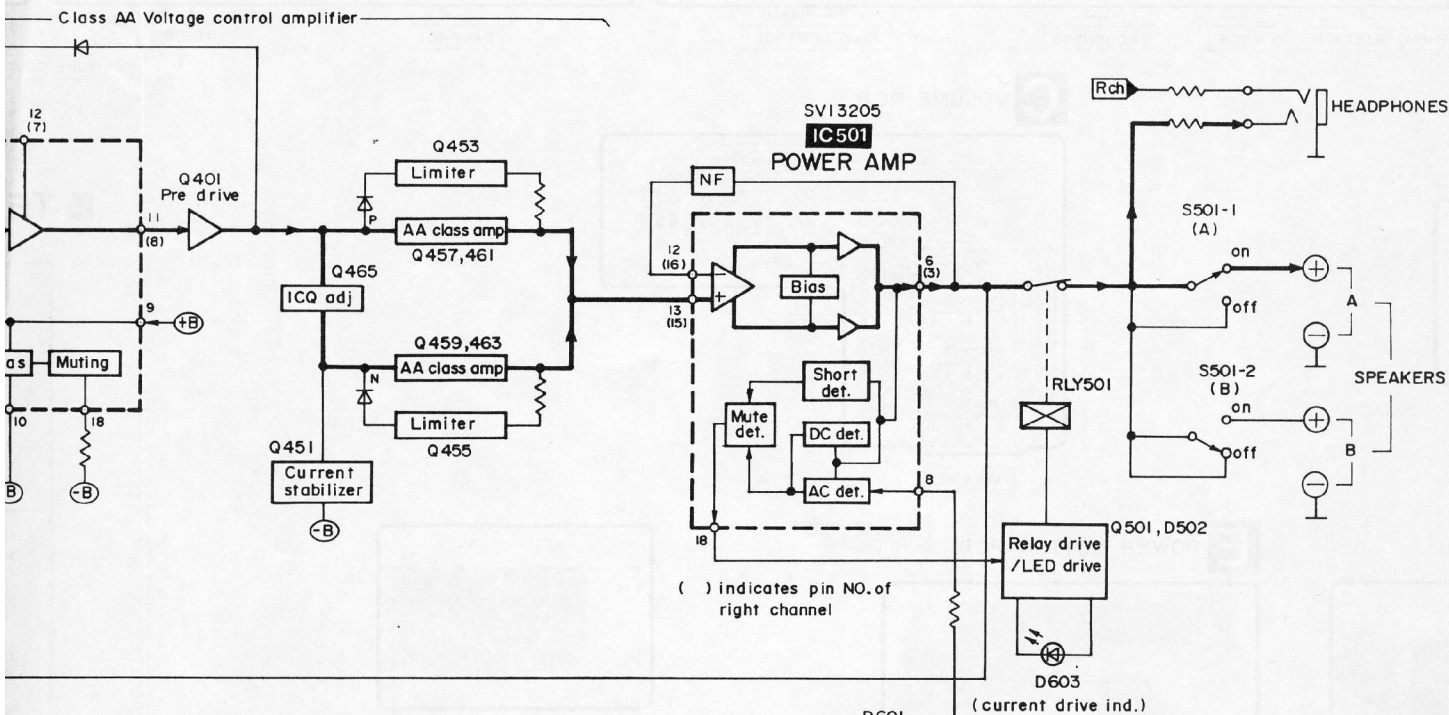 Class AA Voltage control amplifier
12
(7)
Q401
Pre drive
11
(8)
9
+B
as
Muting
10
18
B
-B
Q453
Limiter
P
AA class amp
Q457,461
Q465
ICQ adj
Q459,463
AA class amp
N
Limiter
Q455
Q451
Current
stabilizer
-B
SVI3205
IC501
POWER AMP
NF
12
(16)
-
+
13
(15)
Bias
6
(3)
Short
det.
Mute
det.
DC det.
AC det.
8
18
( ) indicates pin NO. of
right channel
Rch
HEADPHONES
S501-1
(A)
on
off
+
A
-
RLY501
S501-2
(B)
on
off
+
B
-
SPEAKERS
Q501, D502
Relay drive
/LED drive
D603
(current drive ind.)